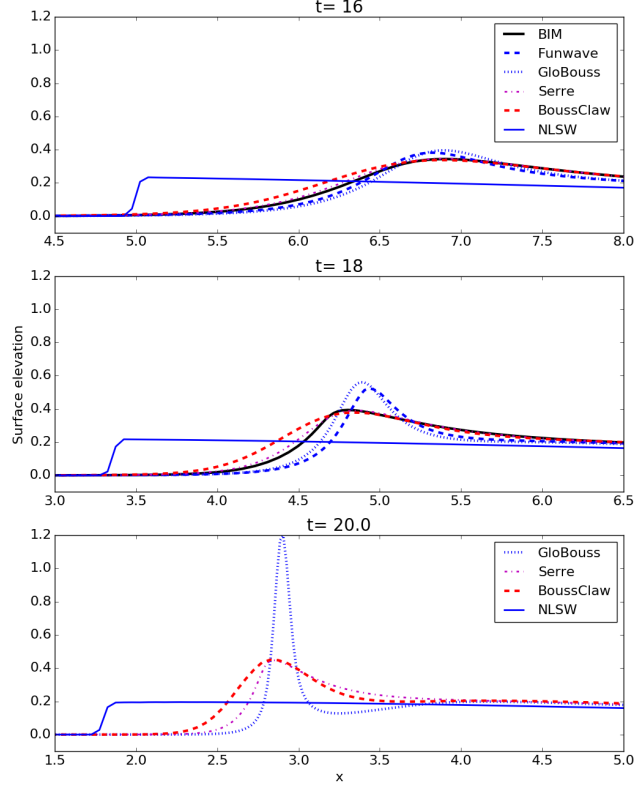 t= 16
1.2
1.0
0.8
0.6
0.4
0.2
0.0
BIM
Funwave
GloBouss
Serre
BoussClaw
NLSW
4.5 5.0 5.5 6.0 6.5 7.0 7.5 8.0
t= 18
1.2
1.0
0.8
0.6
0.4
0.2
0.0
Surface elevation
3.0 3.5 4.0 4.5 5.0 5.5 6.0 6.5
t= 20.0
1.2
1.0
0.8
0.6
0.4
0.2
0.0
GloBouss
Serre
BoussClaw
NLSW
1.5 2.0 2.5 3.0 3.5 4.0 4.5 5.0
x